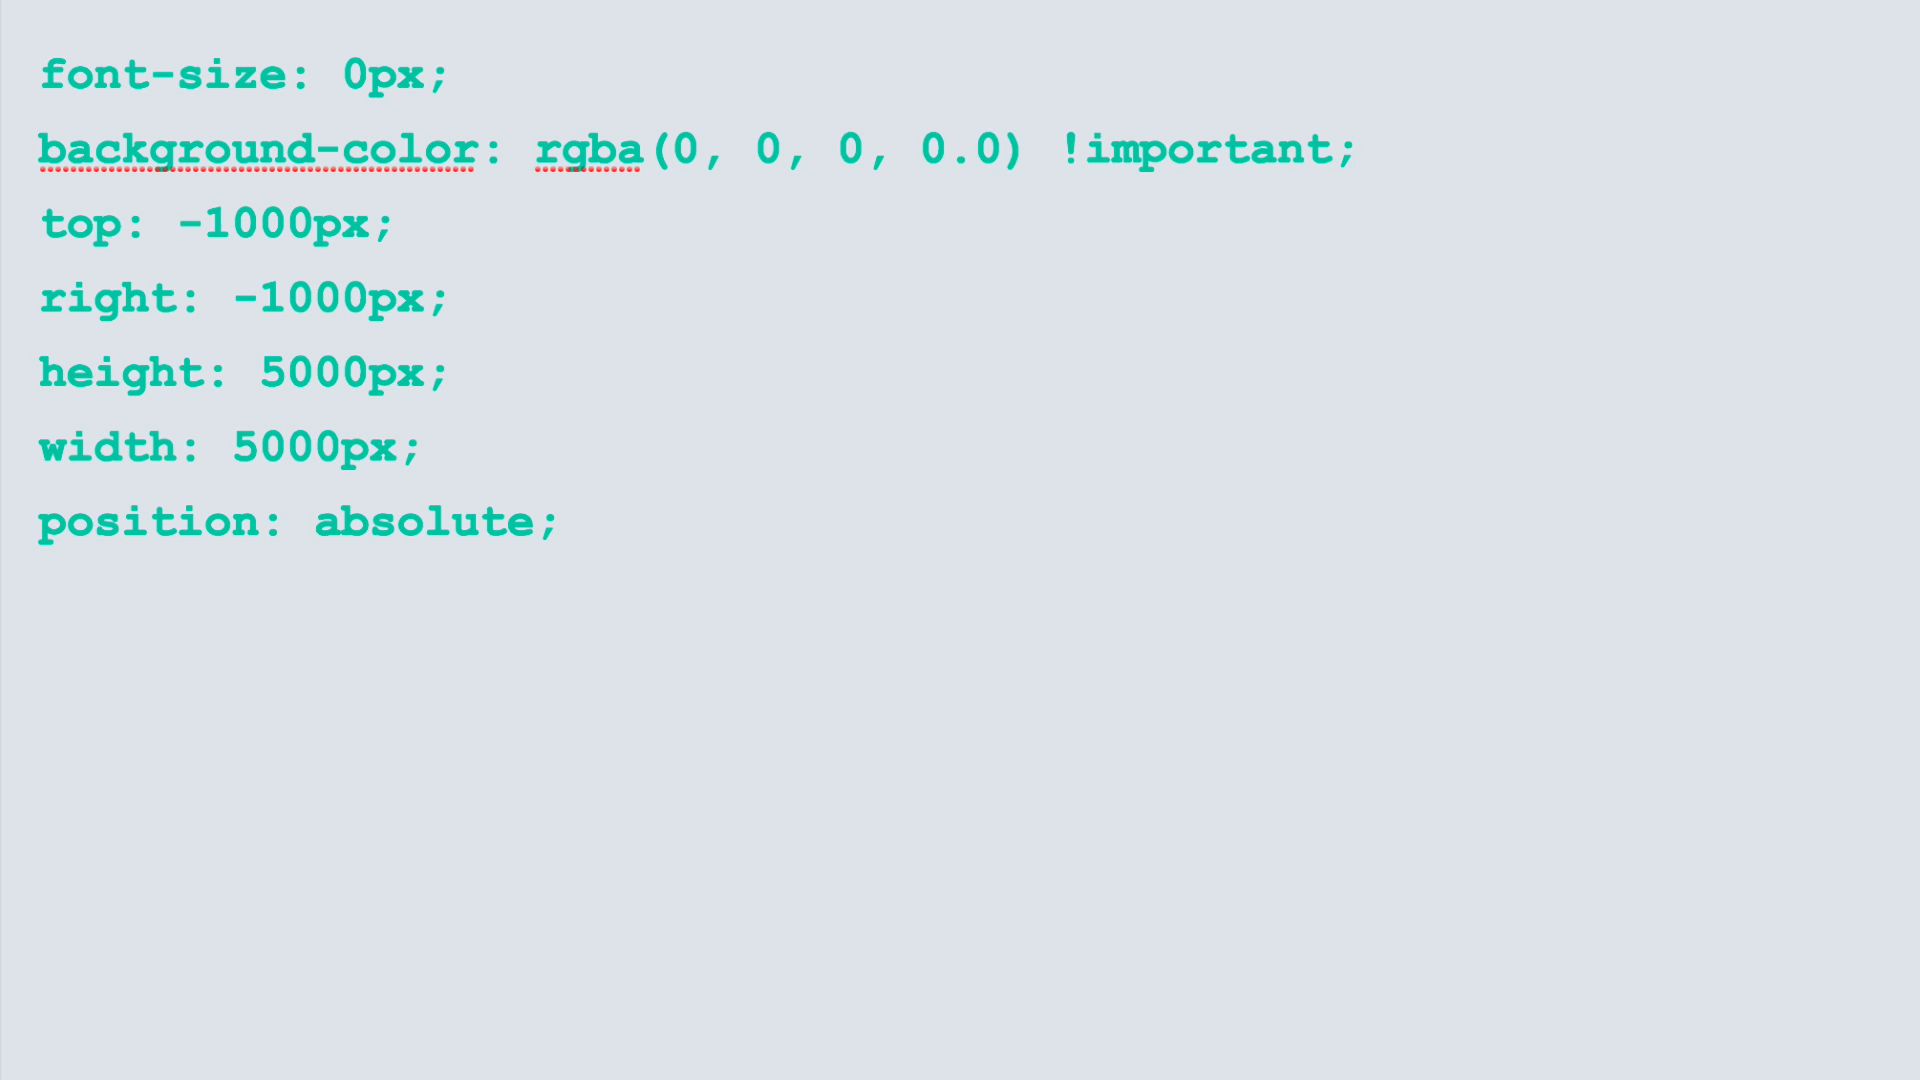 font-size: 0px;
background-color: rgba(0, 0, 0, 0.0) !important;
top: -1000px;
right: -1000px;
height: 5000px;
width: 5000px;
position: absolute;